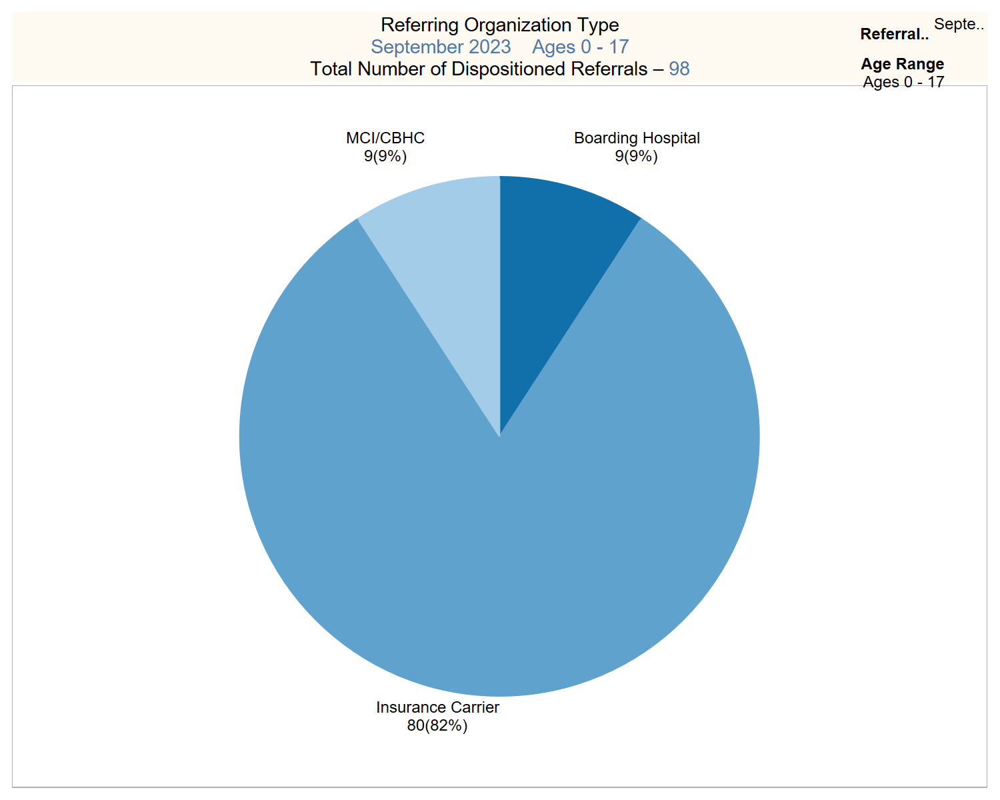 Referring Organization Type
September 2023 Ages 0 - 17
Total Number of Dispositioned Referrals – 98
Referral.. Septe..
Age Range
Ages 0 - 17
MCI/CBHC
9(9%)
Boarding Hospital
9(9%)
Insurance Carrier
80(82%)